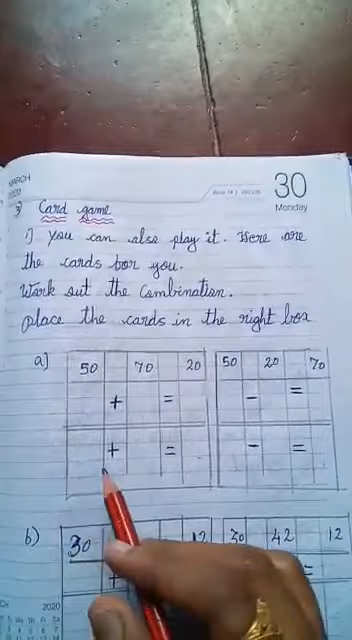 MARCH
2020
30
Monday
3) Card game
1) You can also play it. Here are
the cards for you.
Work out the Combination.
place the cards in the right box
a) 50 70 20 50 20 70
+ = - =
+ = - =
b) 30 12 30 42 12
+ =
2020